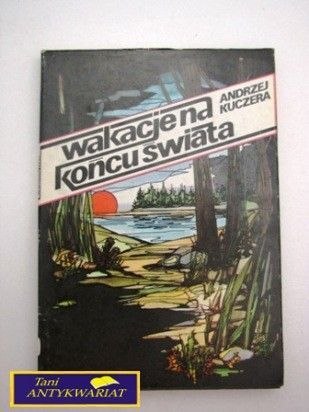 ANDRZEJ
KUCZERA
wakacje na
końcu świata
Tani
ANTYKWARIAT